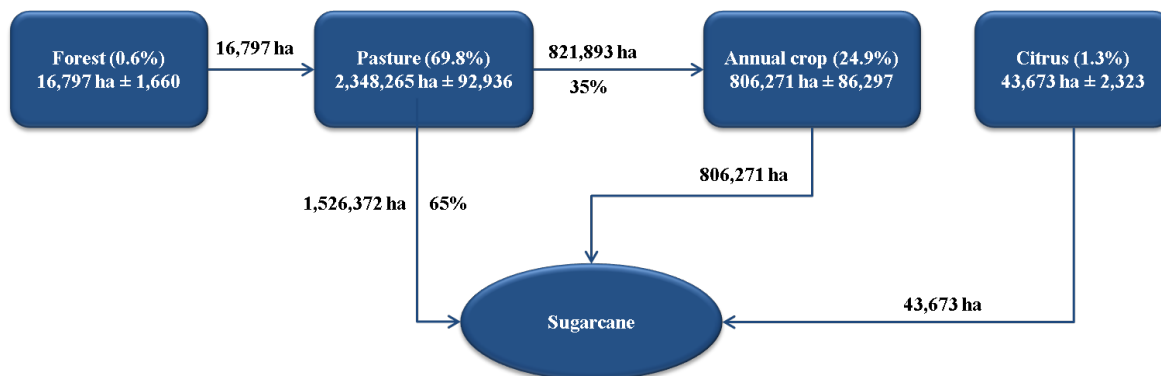 Forest (0.6%)
16,797 ha ± 1,660
16,797 ha
Pasture (69.8%)
2,348,265 ha ± 92,936
821,893 ha
35%
Annual crop (24.9%)
806,271 ha ± 86,297
Citrus (1.3%)
43,673 ha ± 2,323
1,526,372 ha
65%
806,271 ha
43,673 ha
Sugarcane